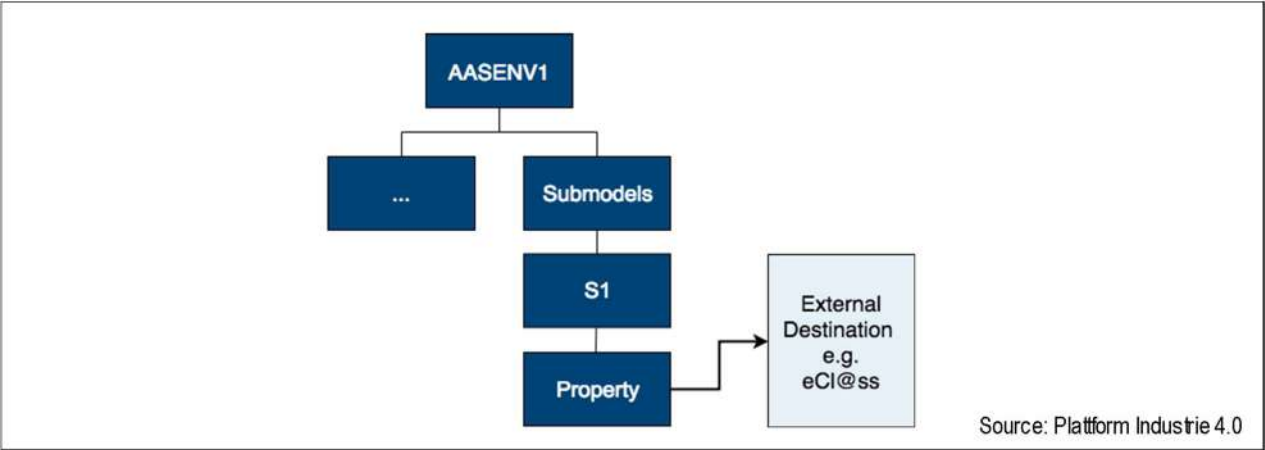 AASENV1
...
Submodels
S1
External
Destination
e.g.
eCl@ss
Property
Source: Plattform Industrie 4.0